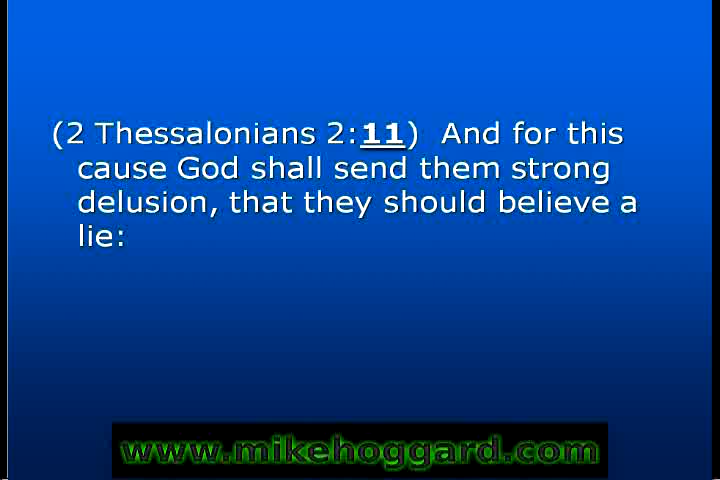 (2 Thessalonians 2:11)  And for this
cause God shall send them strong
delusion, that they should believe a
lie:
www.mikehoggard.com